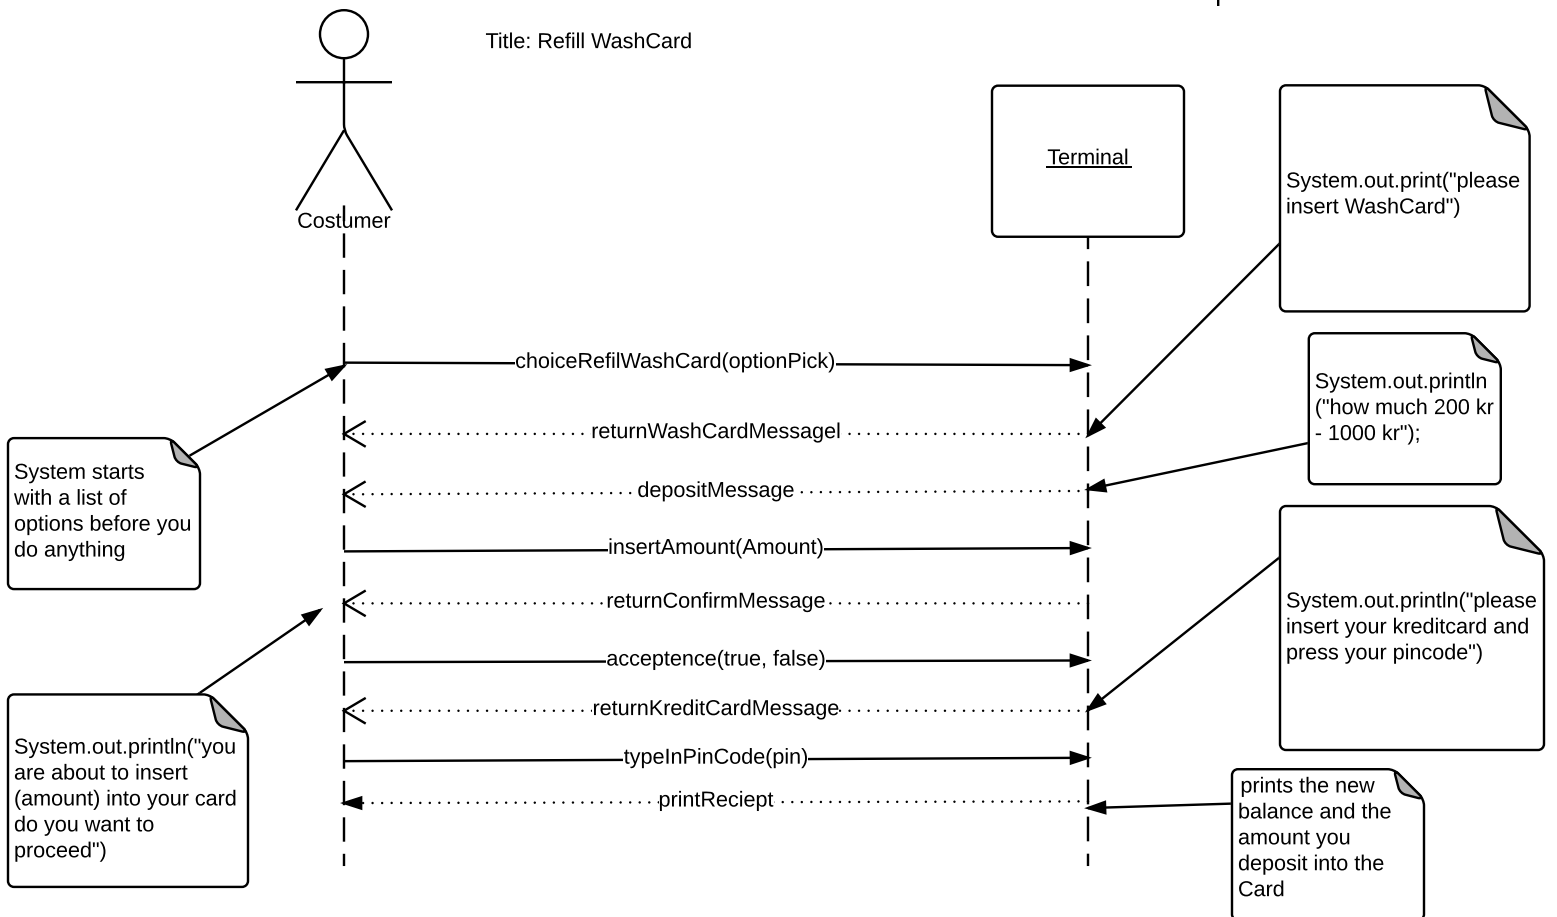 Title: Refill WashCard
Costumer
Terminal
System.out.print("please
insert WashCard")
choiceRefilWashCard(optionPick)
System.out.println
("how much 200 kr
- 1000 kr");
returnWashCardMessagel
System starts
with a list of
options before you
do anything
depositMessage
insertAmount(Amount)
returnConfirmMessage
System.out.println("please
insert your kreditcard and
press your pincode")
acceptence(true, false)
returnKreditCardMessage
System.out.println("you
are about to insert
(amount) into your card
do you want to
proceed")
typeInPinCode(pin)
printReciept
prints the new
balance and the
amount you
deposit into the
Card